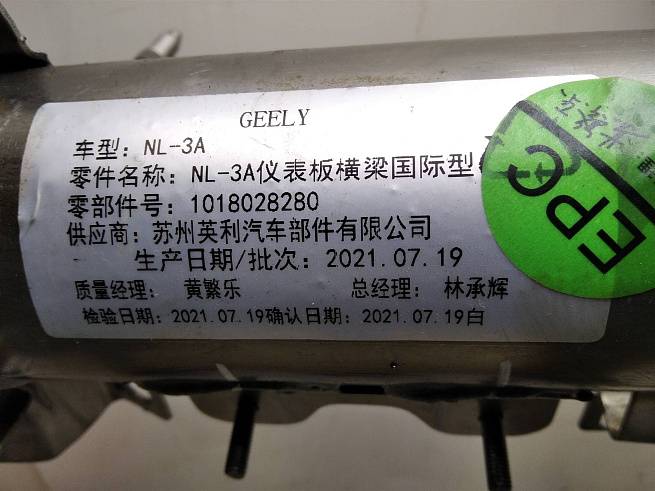 GEELY
车型：NL-3A
零件名称：NL-3A仪表板横梁国际型
零部件号：1018028280
供应商：苏州英利汽车部件有限公司
生产日期/批次：2021.07.19
质量经理：黄繁乐 总经理：林承辉
检验日期：2021.07.19确认日期：2021.07.19白
EPC